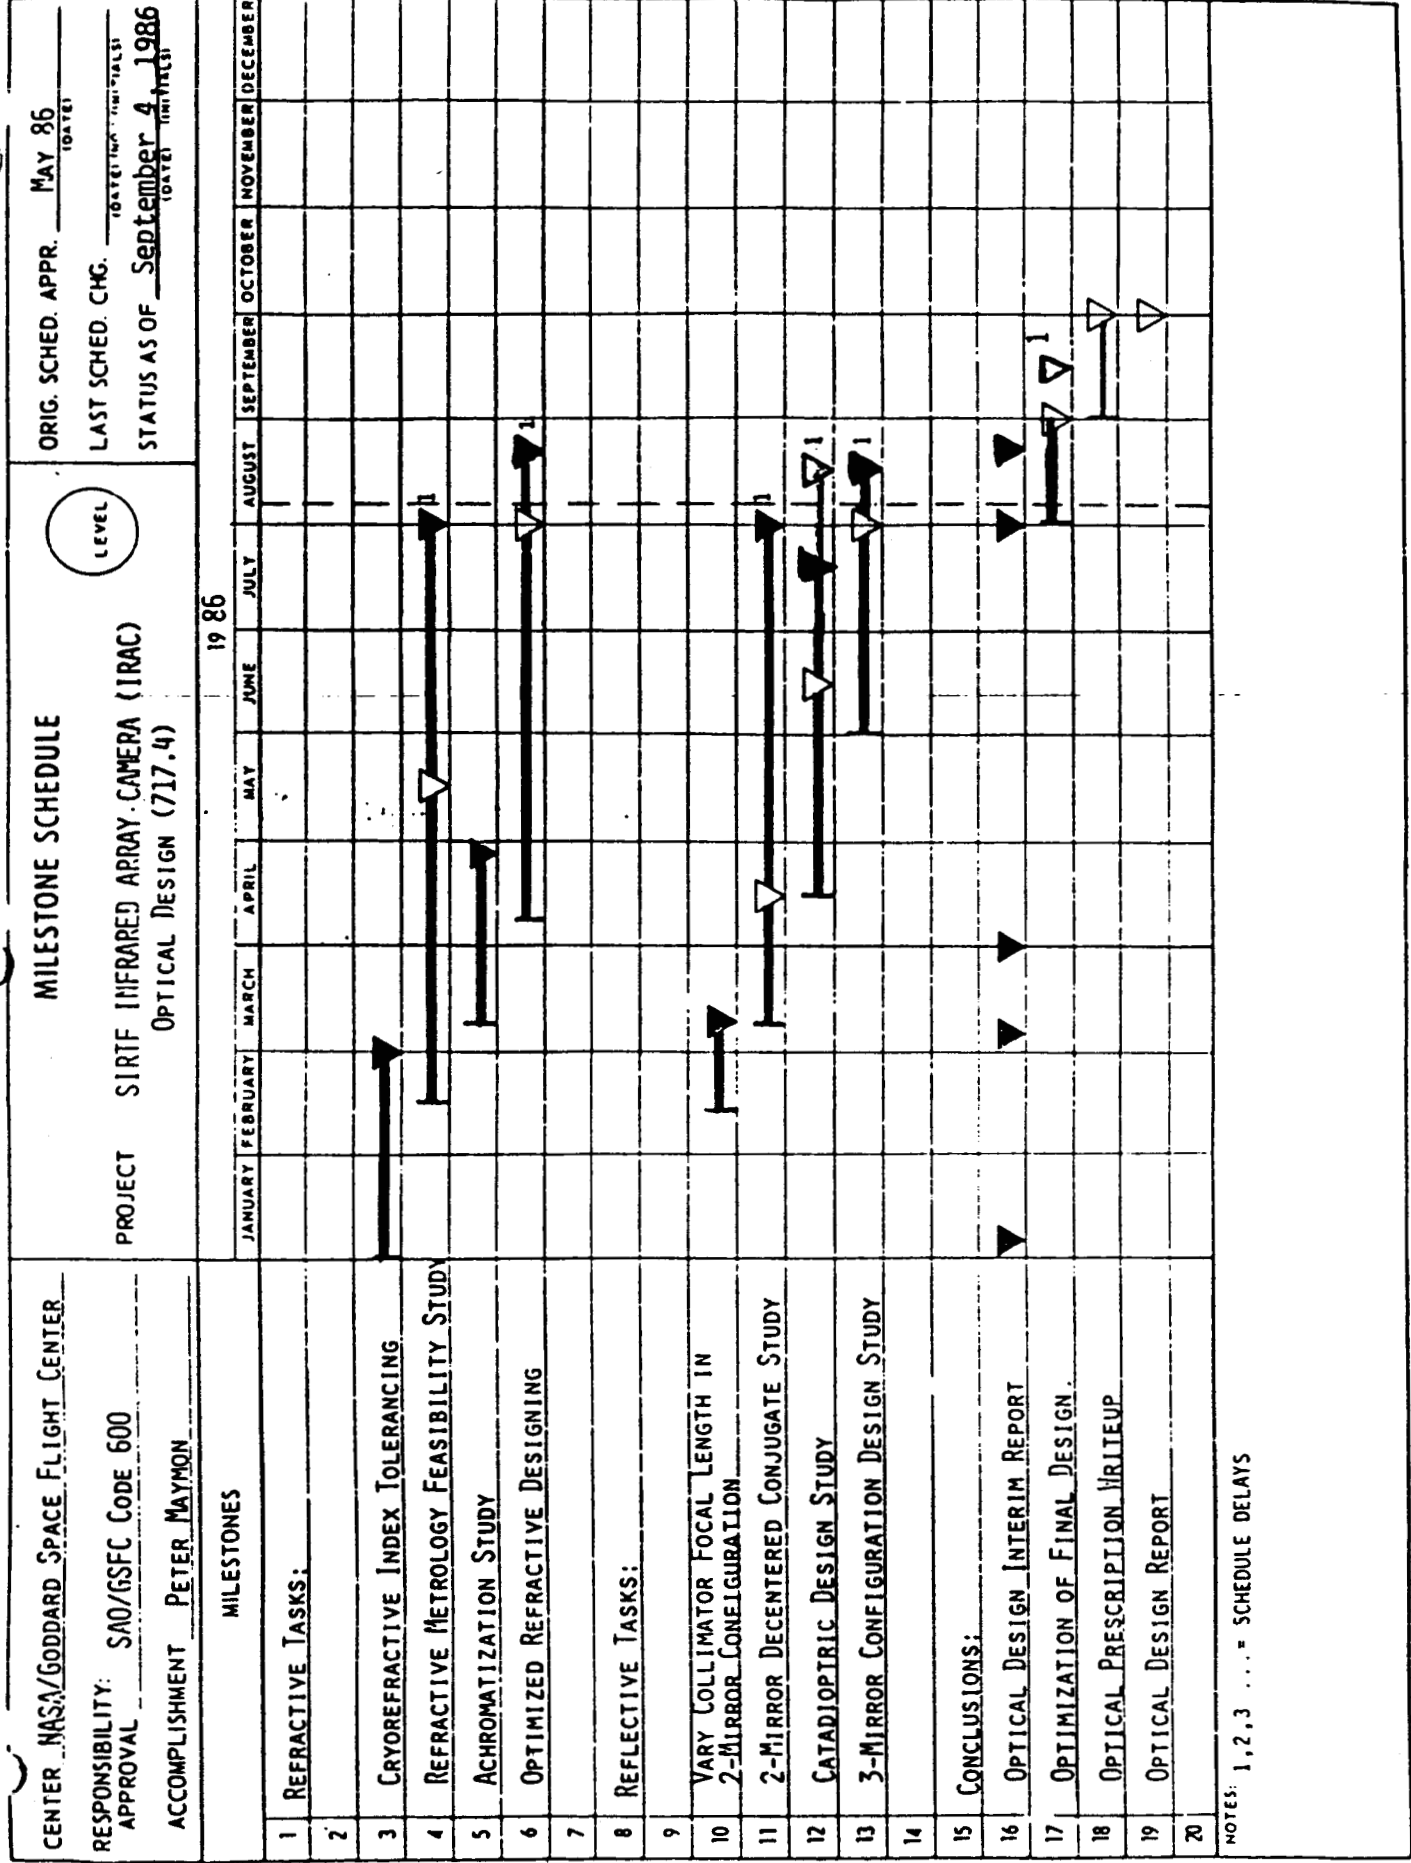 CENTER NASA/GODDARD SPACE FLIGHT CENTER
RESPONSIBILITY:
APPROVAL SAO/GSFC CODE 600
ACCOMPLISHMENT PETER MAYMON
MILESTONE SCHEDULE
PROJECT SIRTF INFRARED ARRAY CAMERA (IRAC)
OPTICAL DESIGN (717.4)
LEVEL
ORIG. SCHED. APPR. MAY 86
(DATE)
LAST SCHED. CHG.
STATUS AS OF September 4, 1986
(DATE) (INITIALS)
MILESTONES
19 86
JANUARY FEBRUARY MARCH APRIL MAY JUNE JULY AUGUST SEPTEMBER OCTOBER NOVEMBER DECEMBER
1 REFRACTIVE TASKS:
2
3 CRYOREFRACTIVE INDEX TOLERANCING
4 REFRACTIVE METROLOGY FEASIBILITY STUDY 1
5 ACHROMATIZATION STUDY
6 OPTIMIZED REFRACTIVE DESIGNING 1
7
8 REFLECTIVE TASKS:
9
10 VARY COLLIMATOR FOCAL LENGTH IN
2-MIRROR CONFIGURATION
11 2-MIRROR DECENTERED CONJUGATE STUDY 1
12 CATADIOPTRIC DESIGN STUDY 1
13 3-MIRROR CONFIGURATION DESIGN STUDY 1
14
15 CONCLUSIONS:
16 OPTICAL DESIGN INTERIM REPORT
17 OPTIMIZATION OF FINAL DESIGN. 1
18 OPTICAL PRESCRIPTION WRITEUP
19 OPTICAL DESIGN REPORT
20
NOTES: 1,2,3 ...= SCHEDULE DELAYS